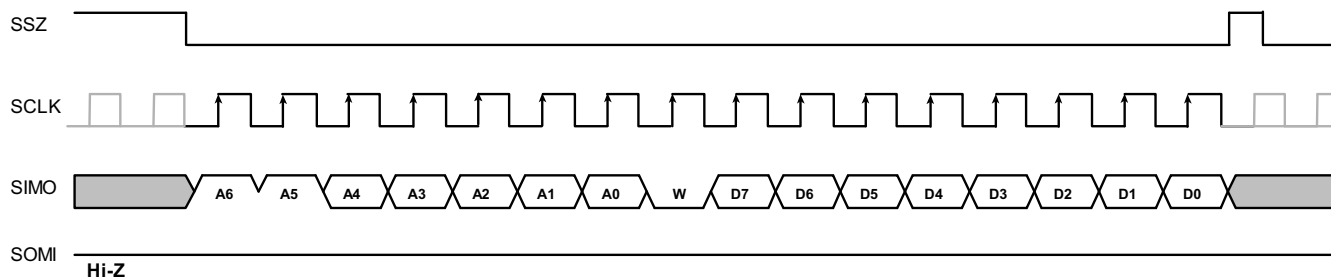 SSZ
SCLK
SIMO A6 A5 A4 A3 A2 A1 A0 W D7 D6 D5 D4 D3 D2 D1 D0
SOMI
Hi-Z